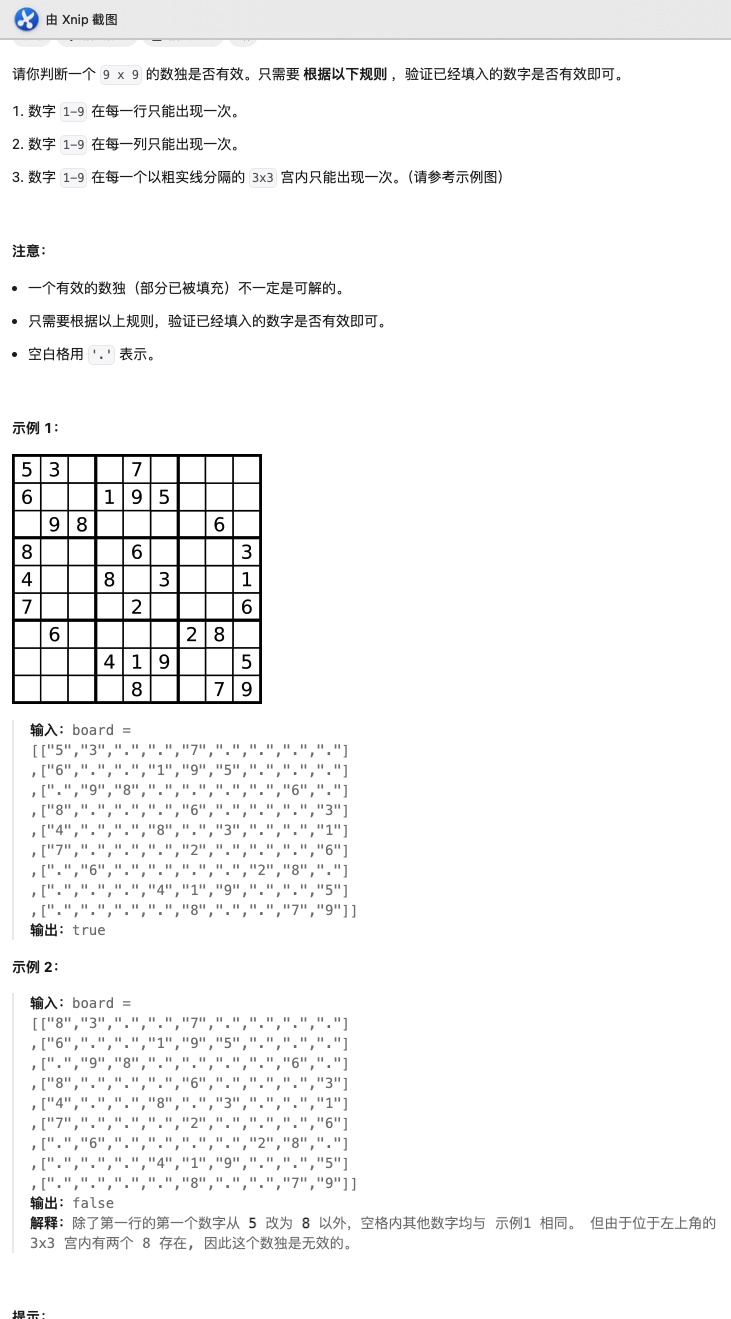 由 Xnip 截图
请你判断一个 9 x 9 的数独是否有效。只需要 根据以下规则 ，验证已经填入的数字是否有效即可。
1. 数字 1-9 在每一行只能出现一次。
2. 数字 1-9 在每一列只能出现一次。
3. 数字 1-9 在每一个以粗实线分隔的 3x3 宫内只能出现一次。（请参考示例图）
注意：
• 一个有效的数独（部分已被填充）不一定是可解的。
• 只需要根据以上规则，验证已经填入的数字是否有效即可。
• 空白格用 '.' 表示。
示例 1：
5 3 7
6 1 9 5
9 8 6
8 6 3
4 8 3 1
7 2 6
6 2 8
4 1 9 5
8 7 9
输入：board =
[["5","3",".",".","7",".",".",".","."]
,["6",".",".","1","9","5",".",".","."]
,[".","9","8",".",".",".",".","6","."]
,["8",".",".",".","6",".",".",".","3"]
,["4",".",".","8",".","3",".",".","1"]
,["7",".",".",".","2",".",".",".","6"]
,[".","6",".",".",".",".","2","8","."]
,[".",".",".","4","1","9",".",".","5"]
,[".",".",".",".","8",".",".","7","9"]]
输出：true
示例 2：
输入：board =
[["8","3",".",".","7",".",".",".","."]
,["6",".",".","1","9","5",".",".","."]
,[".","9","8",".",".",".",".","6","."]
,["8",".",".",".","6",".",".",".","3"]
,["4",".",".","8",".","3",".",".","1"]
,["7",".",".",".","2",".",".",".","6"]
,[".","6",".",".",".",".","2","8","."]
,[".",".",".","4","1","9",".",".","5"]
,[".",".",".",".","8",".",".","7","9"]]
输出：false
解释：除了第一行的第一个数字从 5 改为 8 以外，空格内其他数字均与 示例1 相同。 但由于位于左上角的
3x3 宫内有两个 8 存在, 因此这个数独是无效的。
提示：